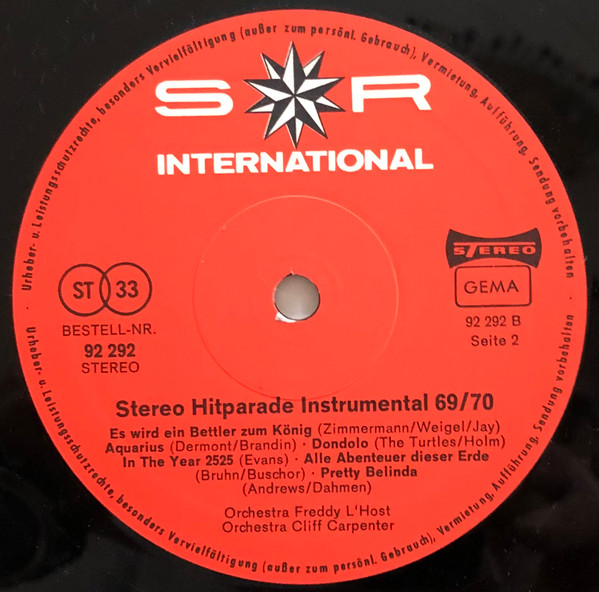 Urheber- u. Leistungsschutzrechte, besonders Vervielfältigung (außer zum persönl. Gebrauch), Vermietung, Aufführung, Sendung vorbehalten ·
S R
INTERNATIONAL
STEREO
GEMA
92 292 B
Seite 2
ST 33
BESTELL-NR.
92 292
STEREO
Stereo Hitparade Instrumental 69/70
Es wird ein Bettler zum König (Zimmermann/Weigel/Jay)
Aquarius (Dermont/Brandin) · Dondolo (The Turtles/Holm)
In The Year 2525 (Evans) · Alle Abenteuer dieser Erde
(Bruhn/Buschor) · Pretty Belinda
(Andrews/Dahmen)
Orchestra Freddy L'Host
Orchestra Cliff Carpenter
Urheber- u. Leistungsschutzrechte, besonders Vervielfältigung (außer zum persönl. Gebrauch), Vermietung, Aufführung, Sendung vorbehalten ·